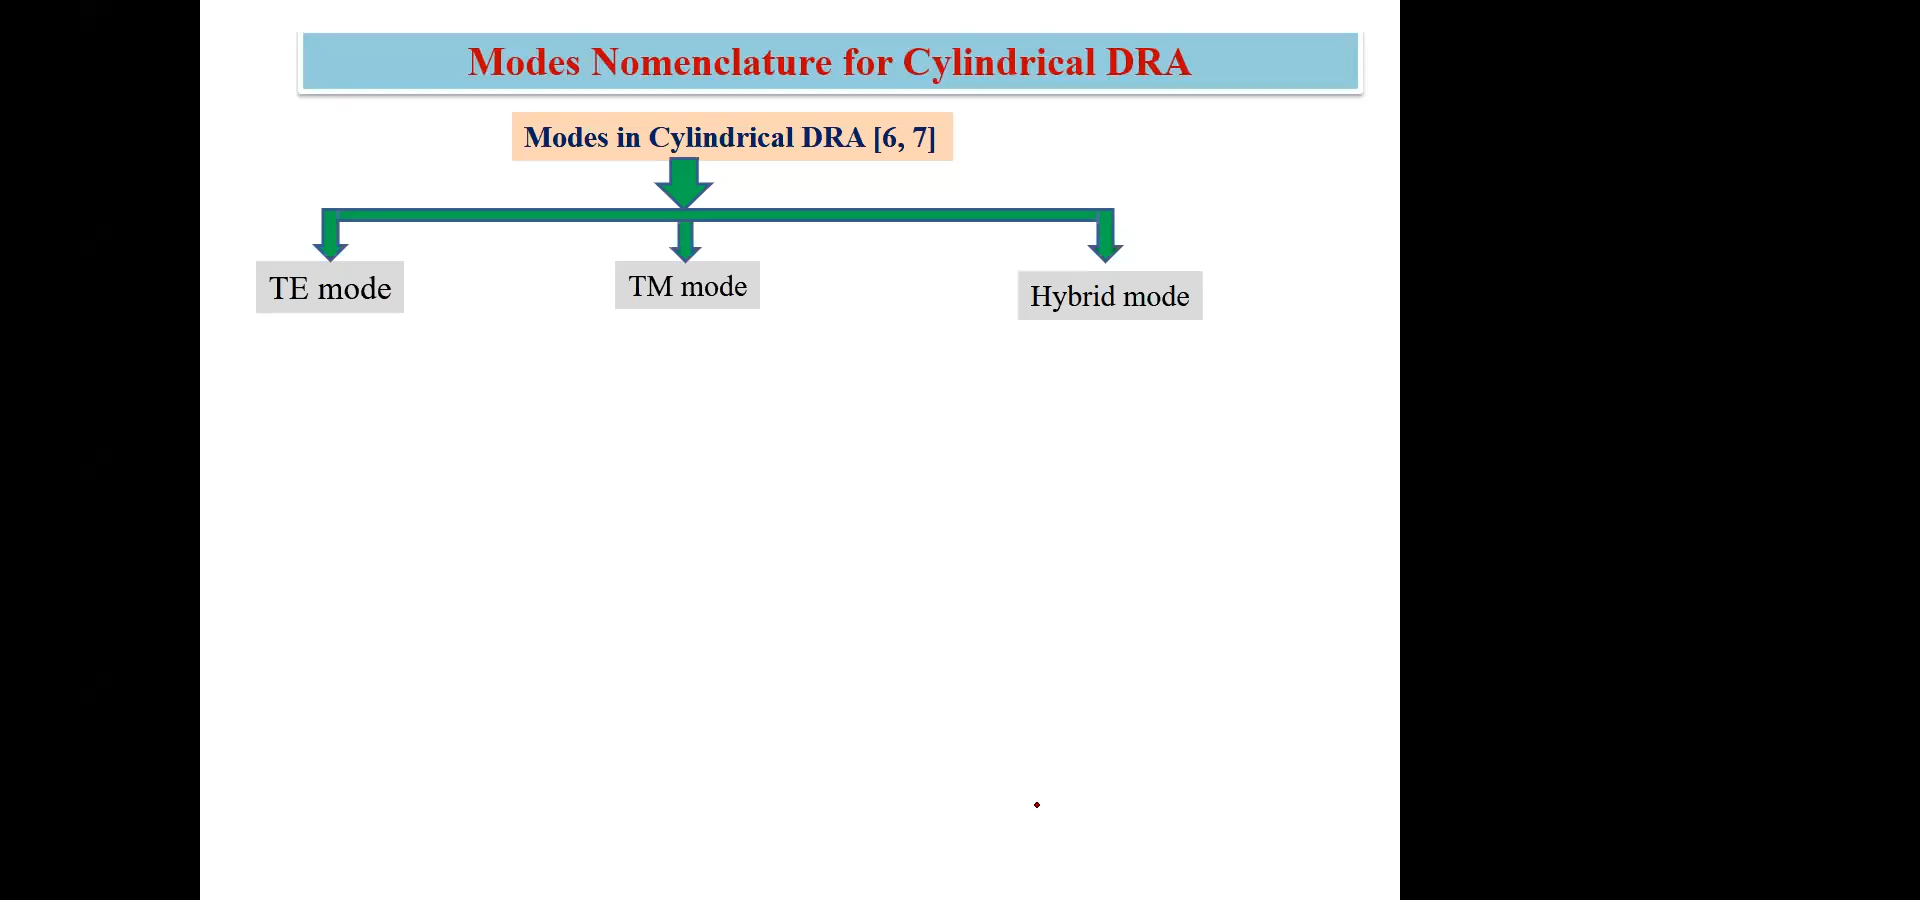 Modes Nomenclature for Cylindrical DRA
Modes in Cylindrical DRA [6, 7]
TE mode
TM mode
Hybrid mode